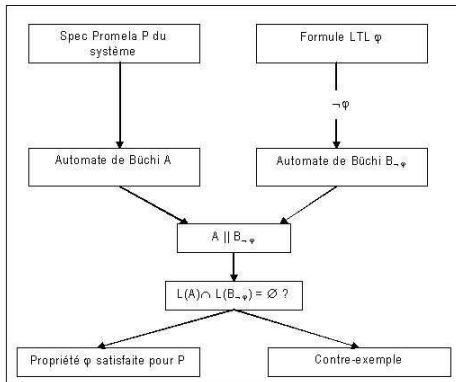 Spec Promela P du
système
Formule LTL φ
¬φ
Automate de Büchi A
Automate de Büchi B¬φ
A || B¬φ
L(A)∩ L(B¬φ) = ∅ ?
Propriété φ satisfaite pour P
Contre-exemple